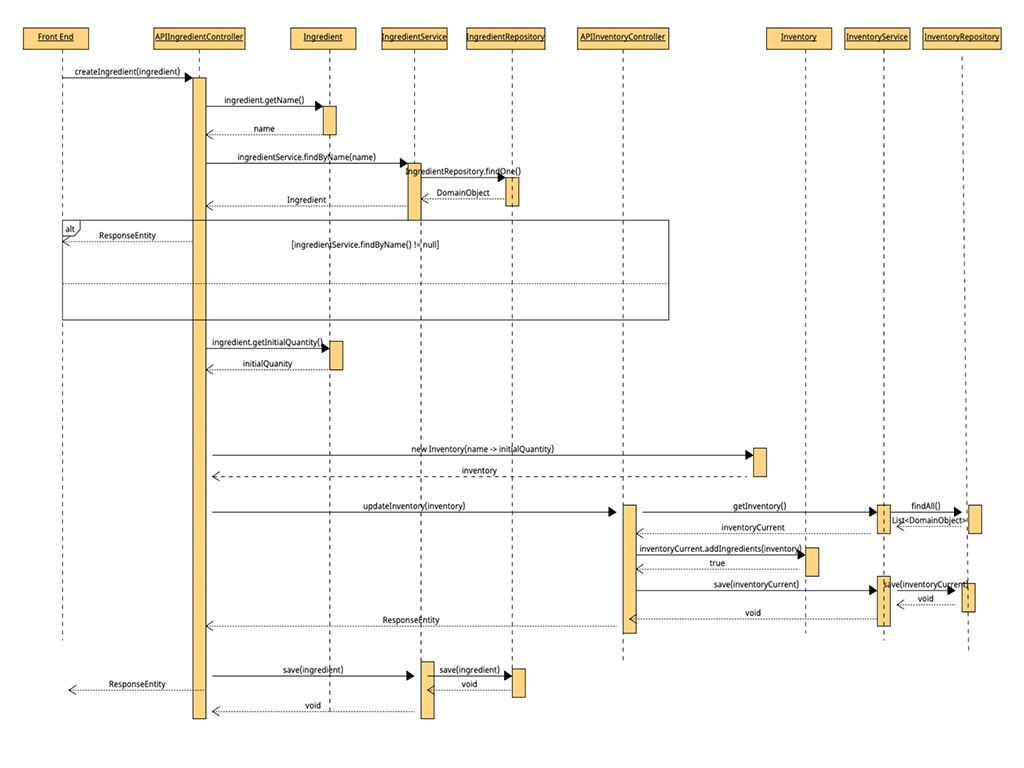 Front End
APIIngredientController
Ingredient
IngredientService
IngredientRepository
APIInventoryController
Inventory
InventoryService
InventoryRepository
createIngredient(ingredient)
ingredient.getName()
name
ingredientService.findByName(name)
IngredientRepository.findOne()
DomainObject
Ingredient
alt
ResponseEntity
[ingredientService.findByName() != null]
ingredient.getInitialQuantity()
initialQuanity
new Inventory(name -> initialQuantity)
inventory
updateInventory(inventory)
getInventory()
findAll()
List<DomainObject>
inventoryCurrent
inventoryCurrent.addIngredients(inventory)
true
save(inventoryCurrent)
save(inventoryCurrent)
void
void
ResponseEntity
save(ingredient)
save(ingredient)
ResponseEntity
void
void